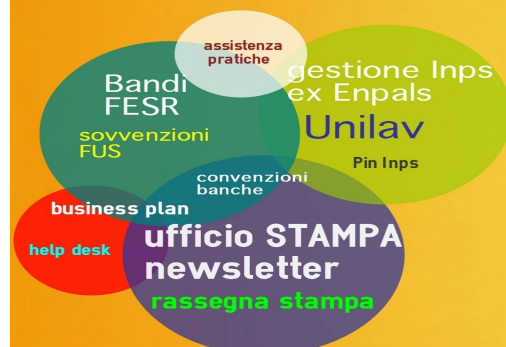 assistenza
pratiche
Bandi
FESR
gestione Inps
ex Enpals
sovvenzioni
FUS
Unilav
Pin Inps
convenzioni
banche
business plan
help desk
ufficio STAMPA
newsletter
rassegna stampa